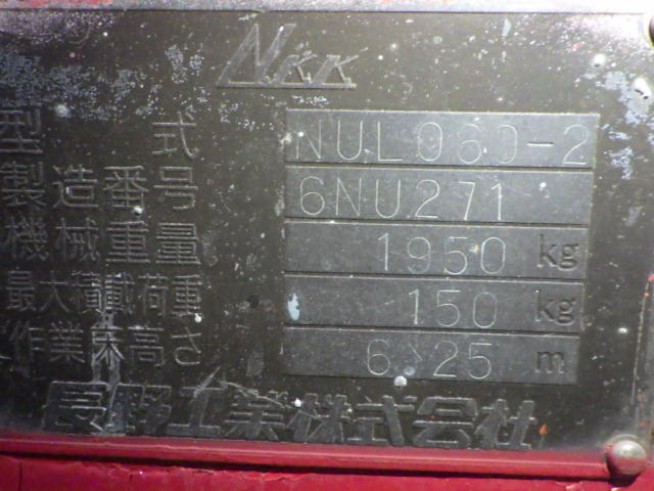 Nkk
型 式 NUL060-2
製造番号 6NU271
機械重量 1950 kg
最大積載荷重 150 kg
作業床高さ 6.25 m
長野工業株式会社